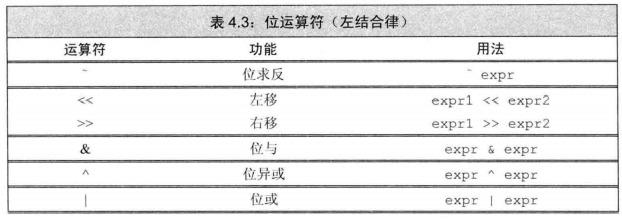 表 4.3：位运算符（左结合律）
运算符 功能 用法
~ 位求反 ~ expr
<< 左移 expr1 << expr2
>> 右移 expr1 >> expr2
& 位与 expr & expr
^ 位异或 expr ^ expr
| 位或 expr | expr